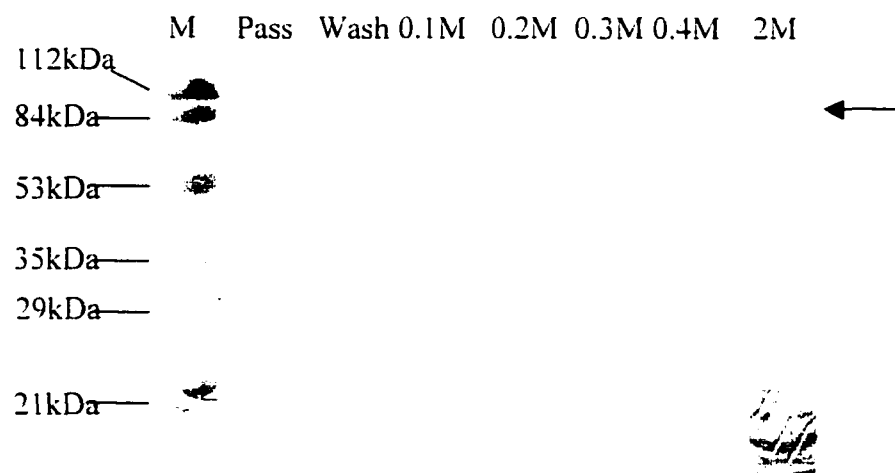 M Pass Wash 0.1M 0.2M 0.3M 0.4M 2M
112kDa
84kDa
53kDa
35kDa
29kDa
21kDa